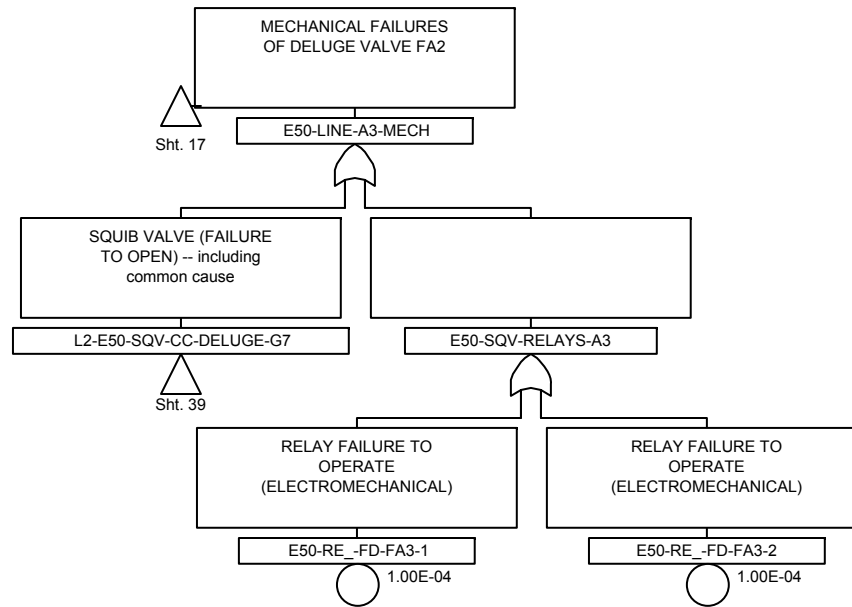 MECHANICAL FAILURES
OF DELUGE VALVE FA2
Sht. 17
E50-LINE-A3-MECH
SQUIB VALVE (FAILURE
TO OPEN) -- including
common cause
L2-E50-SQV-CC-DELUGE-G7
E50-SQV-RELAYS-A3
Sht. 39
RELAY FAILURE TO
OPERATE
(ELECTROMECHANICAL)
RELAY FAILURE TO
OPERATE
(ELECTROMECHANICAL)
E50-RE_-FD-FA3-1
E50-RE_-FD-FA3-2
1.00E-04
1.00E-04